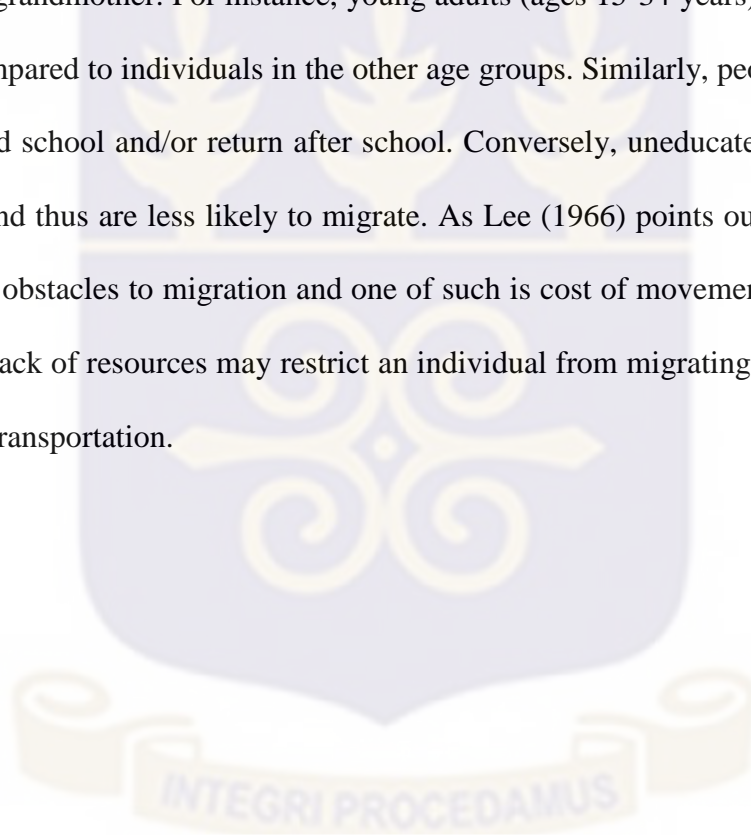 grandmother. For instance, young adults (ages 15-34 years)
mpared to individuals in the other age groups. Similarly, peo
d school and/or return after school. Conversely, uneducate
nd thus are less likely to migrate. As Lee (1966) points ou
obstacles to migration and one of such is cost of movemen
ack of resources may restrict an individual from migrating
ransportation.
INTEGRI PROCEDAMUS